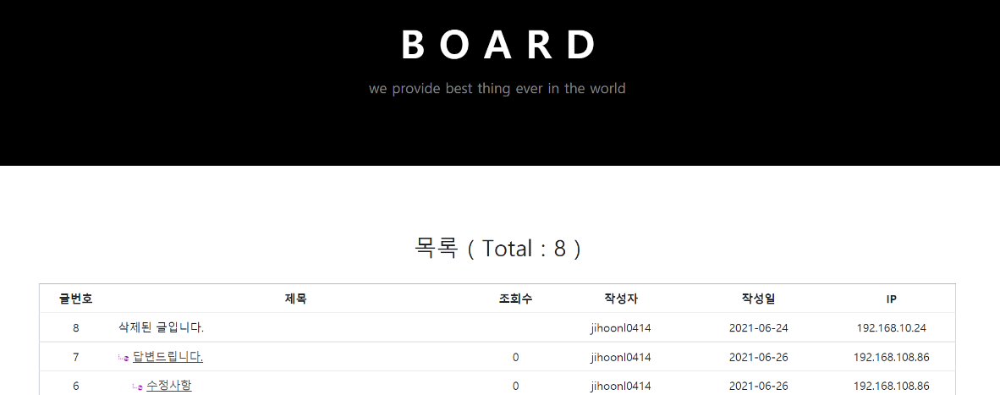 BOARD
we provide best thing ever in the world
목록 ( Total : 8 )
글번호 제목 조회수 작성자 작성일 IP
8 삭제된 글입니다. jihoonl0414 2021-06-24 192.168.10.24
7 답변드립니다. 0 jihoonl0414 2021-06-26 192.168.108.86
6 수정사항 0 jihoonl0414 2021-06-26 192.168.108.86